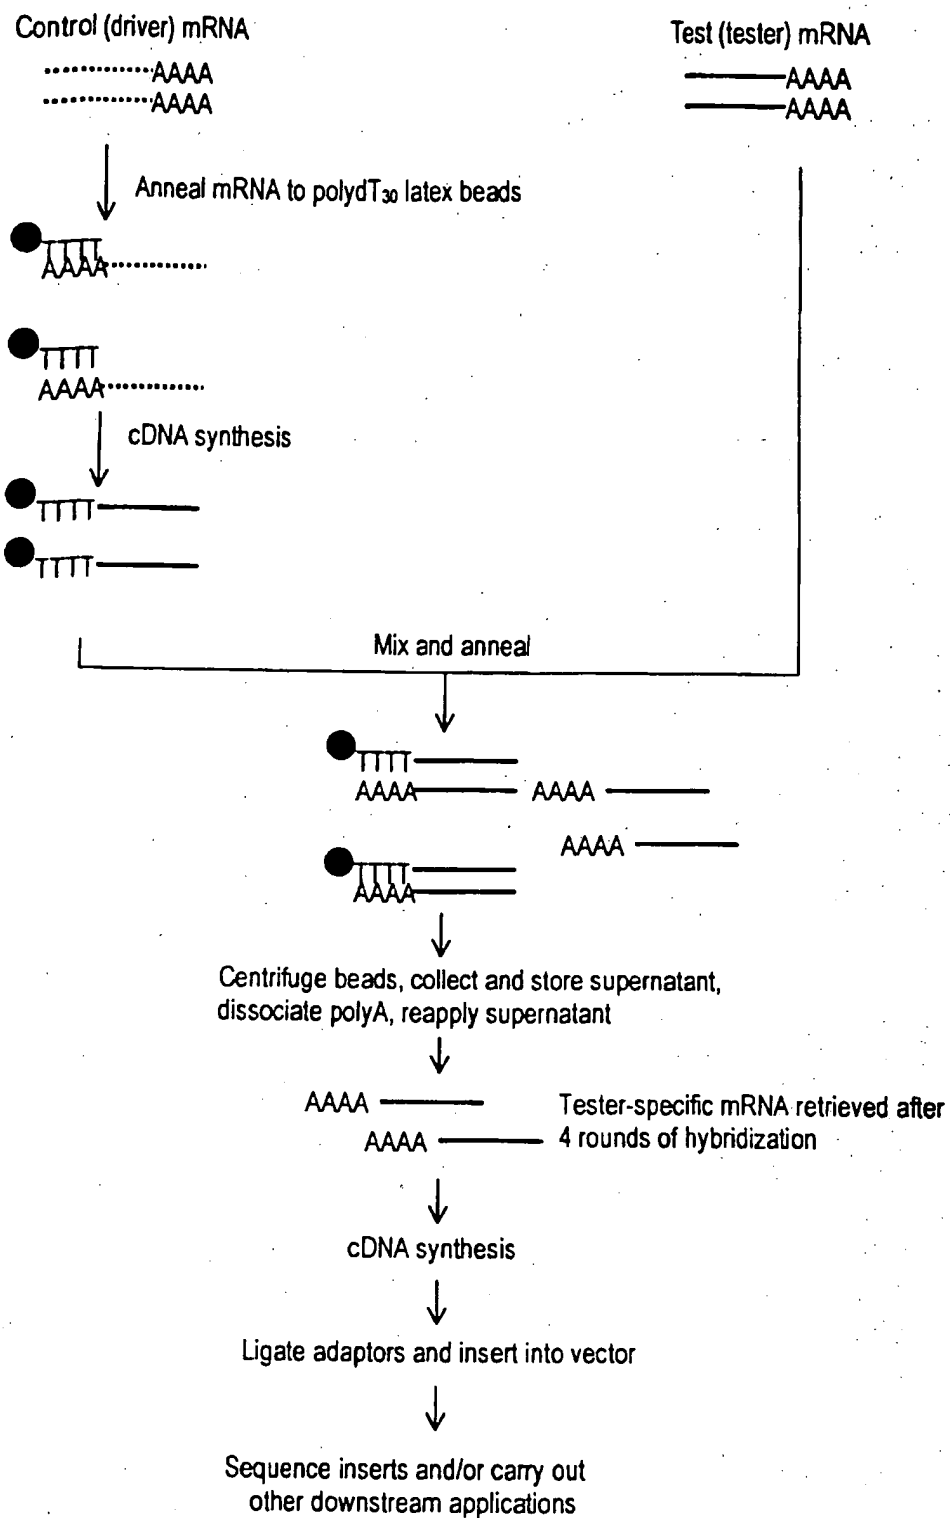 Control (driver) mRNA
Test (tester) mRNA
AAAA
AAAA
AAAA
AAAA
Anneal mRNA to polydT₃₀ latex beads
TTTT
AAAA
TTTT
AAAA
cDNA synthesis
TTTT
TTTT
Mix and anneal
TTTT
AAAA
AAAA
AAAA
TTTT
AAAA
Centrifuge beads, collect and store supernatant,
dissociate polyA, reapply supernatant
AAAA
Tester-specific mRNA retrieved after
AAAA
4 rounds of hybridization
cDNA synthesis
Ligate adaptors and insert into vector
Sequence inserts and/or carry out
other downstream applications